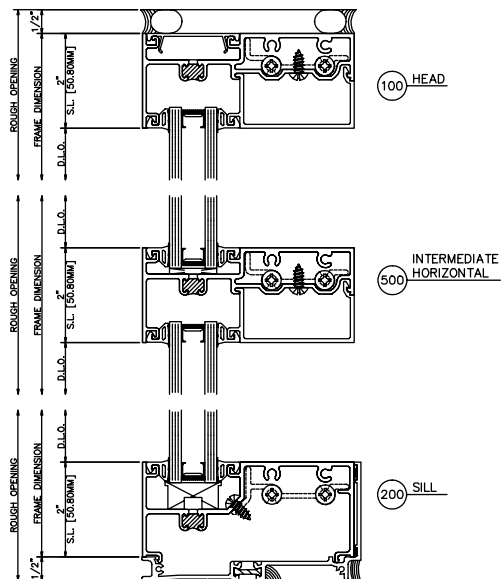 ROUGH OPENING
1/2"
FRAME DIMENSION
2"
S.L. [50.80MM]
D.L.O.
100 HEAD
ROUGH OPENING
FRAME DIMENSION
D.L.O.
2"
S.L. [50.80MM]
D.L.O.
500 INTERMEDIATE
HORIZONTAL
ROUGH OPENING
FRAME DIMENSION
D.L.O.
2"
S.L. [50.80MM]
1/2"
200 SILL